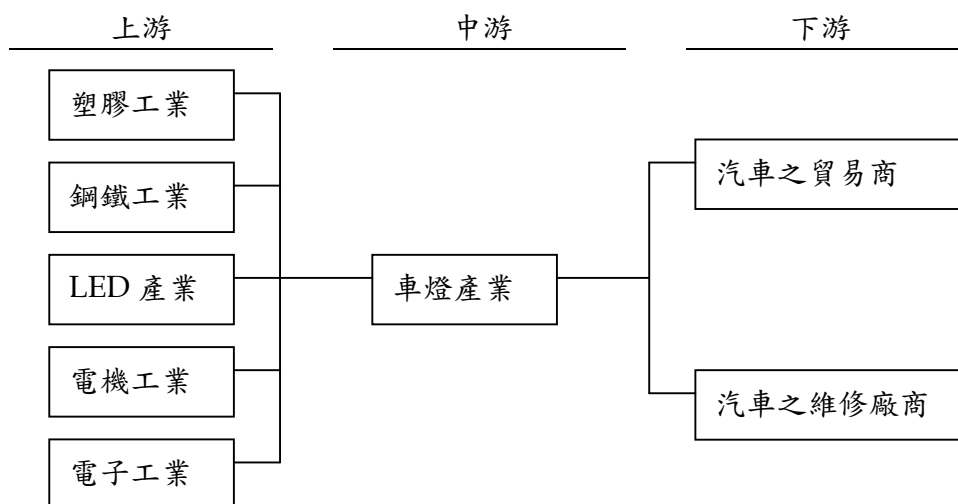 上游 中游 下游
塑膠工業
鋼鐵工業
LED 產業
電機工業
電子工業
車燈產業
汽車之貿易商
汽車之維修廠商